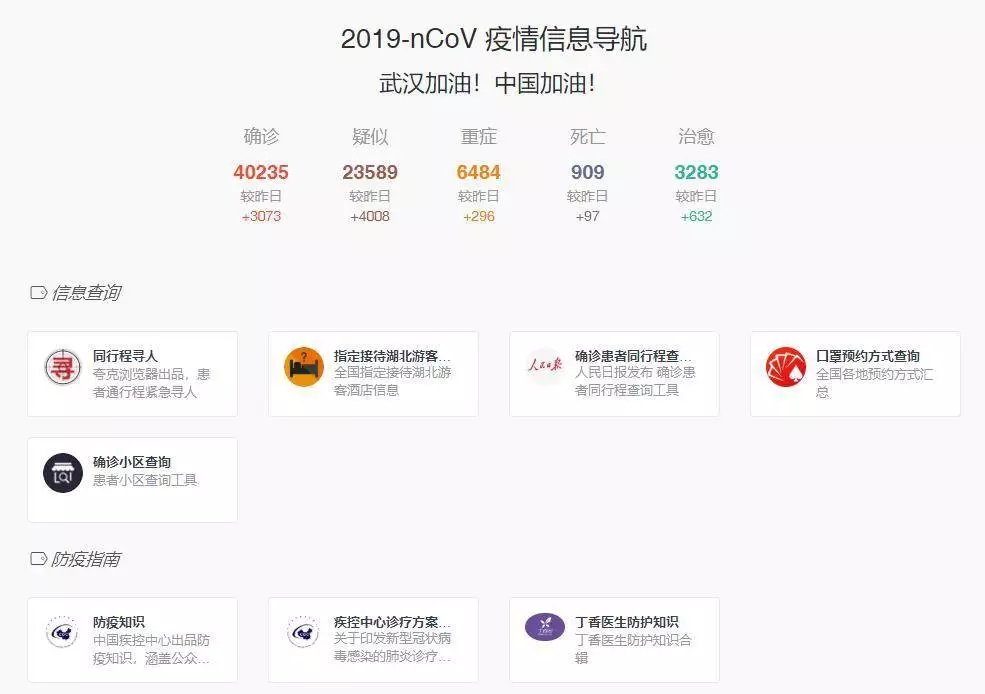 2019-nCoV 疫情信息导航
武汉加油！中国加油！
确诊 疑似 重症 死亡 治愈
40235 23589 6484 909 3283
较昨日 较昨日 较昨日 较昨日 较昨日
+3073 +4008 +296 +97 +632
信息查询
同行程寻人
夸克浏览器出品，患
者通行程紧急寻人
指定接待湖北游客...
全国指定接待湖北游
客酒店信息
人民日报
确诊患者同行程查...
人民日报发布 确诊患
者同行程查询工具
口罩预约方式查询
全国各地预约方式汇
总
寻
确诊小区查询
患者小区查询工具
防疫指南
防疫知识
中国疾控中心出品防
疫知识，涵盖公众...
疾控中心诊疗方案...
关于印发新型冠状病
毒感染的肺炎诊疗...
丁香医生防护知识
丁香医生防护知识合
辑